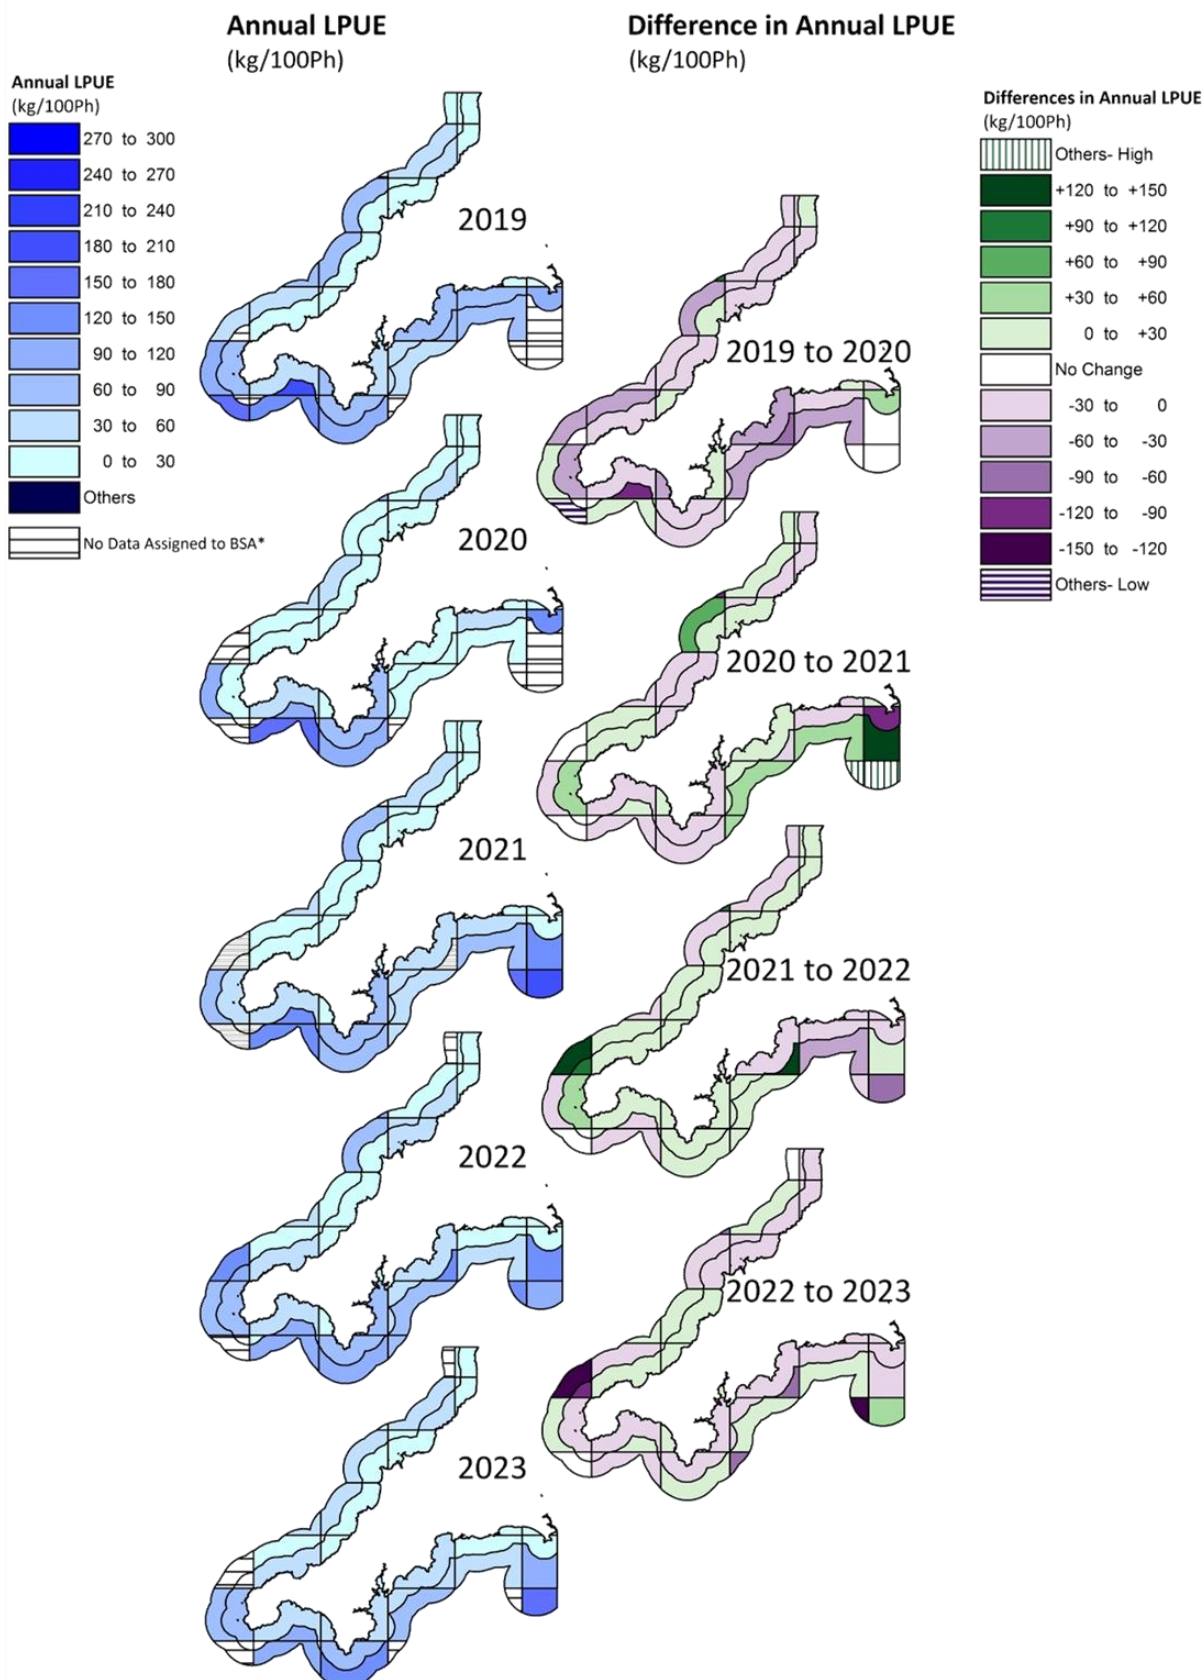 Annual LPUE
(kg/100Ph)
Difference in Annual LPUE
(kg/100Ph)
Annual LPUE
(kg/100Ph)
270 to 300
240 to 270
210 to 240
180 to 210
150 to 180
120 to 150
90 to 120
60 to 90
30 to 60
0 to 30
Others
No Data Assigned to BSA*
Differences in Annual LPUE
(kg/100Ph)
Others- High
+120 to +150
+90 to +120
+60 to +90
+30 to +60
0 to +30
No Change
-30 to 0
-60 to -30
-90 to -60
-120 to -90
-150 to -120
Others- Low
2019
2019 to 2020
2020
2020 to 2021
2021
2021 to 2022
2022
2022 to 2023
2023